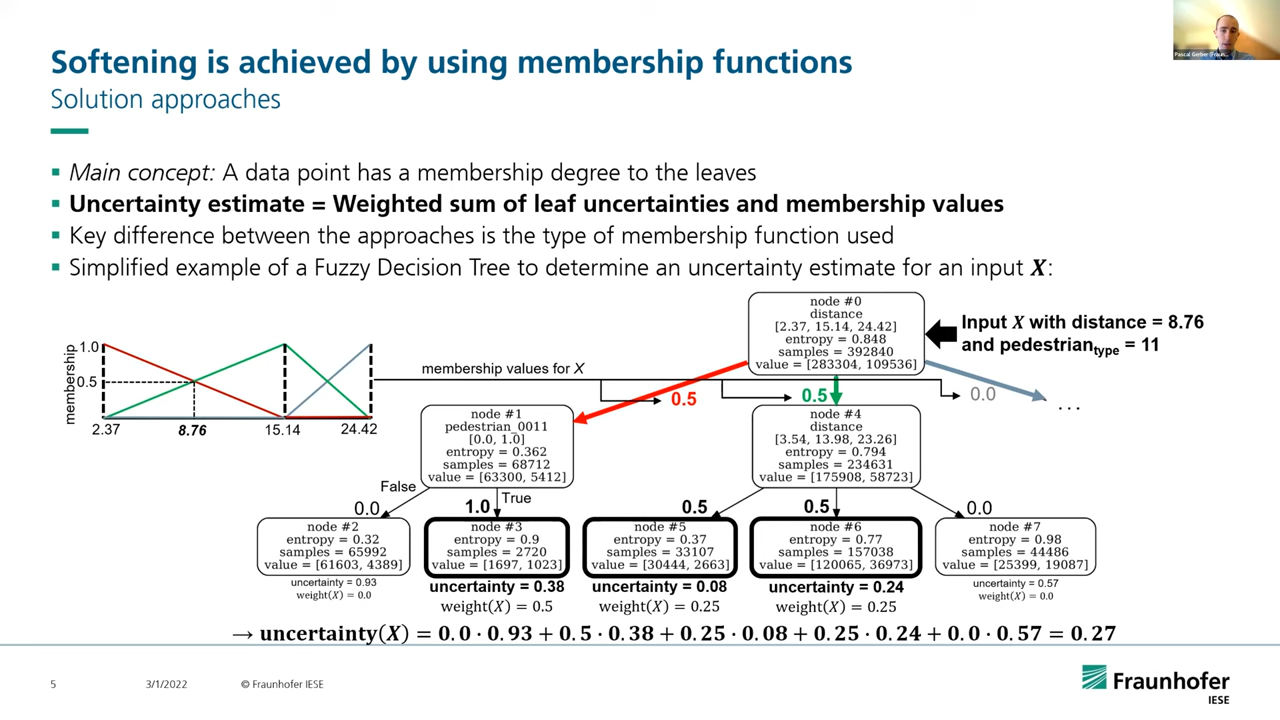 Softening is achieved by using membership functions
Solution approaches
▪ Main concept: A data point has a membership degree to the leaves
▪ Uncertainty estimate = Weighted sum of leaf uncertainties and membership values
▪ Key difference between the approaches is the type of membership function used
▪ Simplified example of a Fuzzy Decision Tree to determine an uncertainty estimate for an input X:
node #0
distance
[2.37, 15.14, 24.42]
entropy = 0.848
samples = 392840
value = [283304, 109536]
Input X with distance = 8.76
and pedestriantype = 11
membership
1.0
0.5
2.37
8.76
15.14
24.42
membership values for X
0.5
0.5
0.0
...
node #1
pedestrian_0011
[0.0, 1.0]
entropy = 0.362
samples = 68712
value = [63300, 5412]
node #4
distance
[3.54, 13.98, 23.26]
entropy = 0.794
samples = 234631
value = [175908, 58723]
False
True
0.0
1.0
0.5
0.5
0.0
node #2
entropy = 0.32
samples = 65992
value = [61603, 4389]
uncertainty = 0.93
weight(X) = 0.0
node #3
entropy = 0.9
samples = 2720
value = [1697, 1023]
uncertainty = 0.38
weight(X) = 0.5
node #5
entropy = 0.37
samples = 33107
value = [30444, 2663]
uncertainty = 0.08
weight(X) = 0.25
node #6
entropy = 0.77
samples = 157038
value = [120065, 36973]
uncertainty = 0.24
weight(X) = 0.25
node #7
entropy = 0.98
samples = 44486
value = [25399, 19087]
uncertainty = 0.57
weight(X) = 0.0
→ uncertainty(X) = 0.0 · 0.93 + 0.5 · 0.38 + 0.25 · 0.08 + 0.25 · 0.24 + 0.0 · 0.57 = 0.27
5
3/1/2022
© Fraunhofer IESE
Fraunhofer
IESE